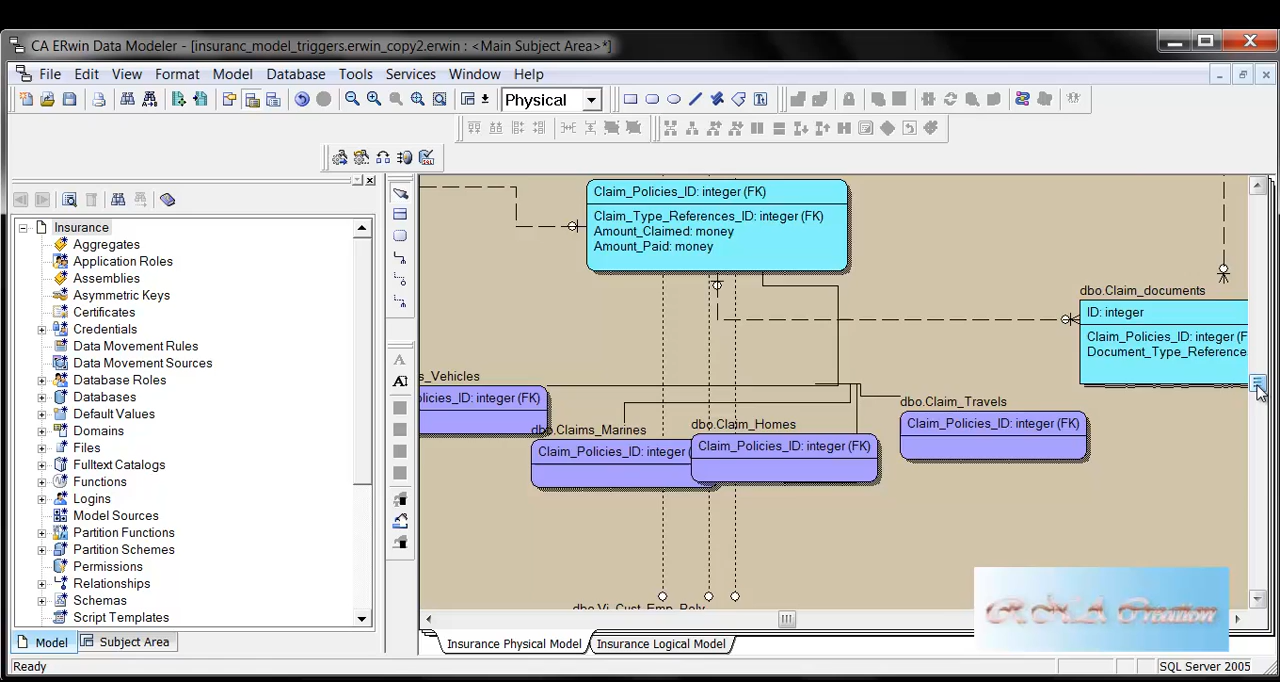 CA ERwin Data Modeler - [insuranc_model_triggers.erwin_copy2.erwin : <Main Subject Area>*]
File Edit View Format Model Database Tools Services Window Help
Physical
Insurance
Aggregates
Application Roles
Assemblies
Asymmetric Keys
Certificates
Credentials
Data Movement Rules
Data Movement Sources
Database Roles
Databases
Default Values
Domains
Files
Fulltext Catalogs
Functions
Logins
Model Sources
Partition Functions
Partition Schemes
Permissions
Relationships
Schemas
Script Templates
Model Subject Area
Claim_Policies_ID: integer (FK)
Claim_Type_References_ID: integer (FK)
Amount_Claimed: money
Amount_Paid: money
dbo.Claim_documents
ID: integer
Claim_Policies_ID: integer (F
Document_Type_Reference
s_Vehicles
olicies_ID: integer (FK)
dbo.Claims_Marines
Claim_Policies_ID: integer (
dbo.Claim_Homes
Claim_Policies_ID: integer (FK)
dbo.Claim_Travels
Claim_Policies_ID: integer (FK)
dbo.Vi_Cust_Emp_Poly
Creation
Insurance Physical Model Insurance Logical Model
Ready
SQL Server 2005